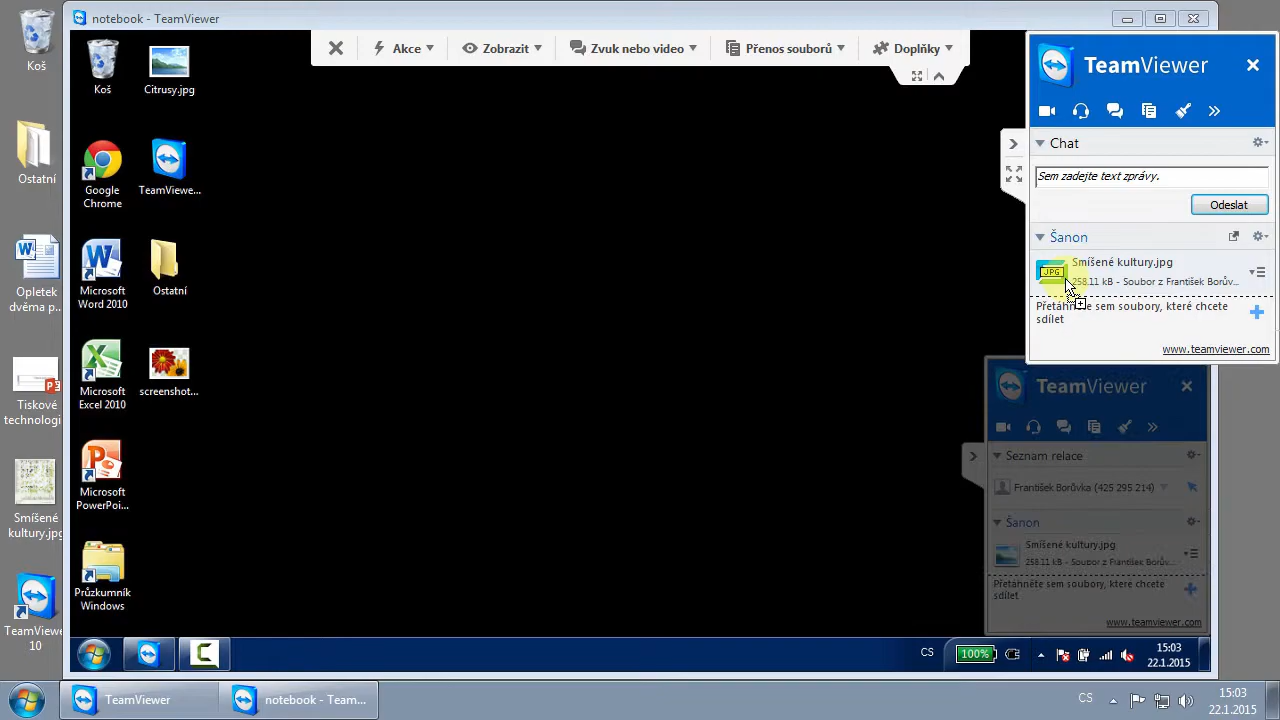 notebook - TeamViewer
Koš
Ostatní
Opletek
dvěma p...
Tiskové
technologi
Smíšené
kultury.jpg
TeamViewe
10
Koš
Citrusy.jpg
Google
Chrome
TeamViewe...
Microsoft
Word 2010
Ostatní
Microsoft
Excel 2010
screenshot...
Microsoft
PowerPoi...
Průzkumník
Windows
Akce
Zobrazit
Zvuk nebo video
Přenos souborů
Doplňky
TeamViewer
Chat
Sem zadejte text zprávy.
Odeslat
Šanon
JPG
Smíšené kultury.jpg
258.11 kB - Soubor z František Borův...
Přetáhněte sem soubory, které chcete
sdílet
www.teamviewer.com
TeamViewer
Seznam relace
František Borůvka (425 295 214)
Šanon
Smíšené kultury.jpg
258.11 kB - Soubor z František Borův...
Přetáhněte sem soubory, které chcete
sdílet
www.teamviewer.com
CS
100%
15:03
22.1.2015
TeamViewer
notebook - Team...
CS
15:03
22.1.2015